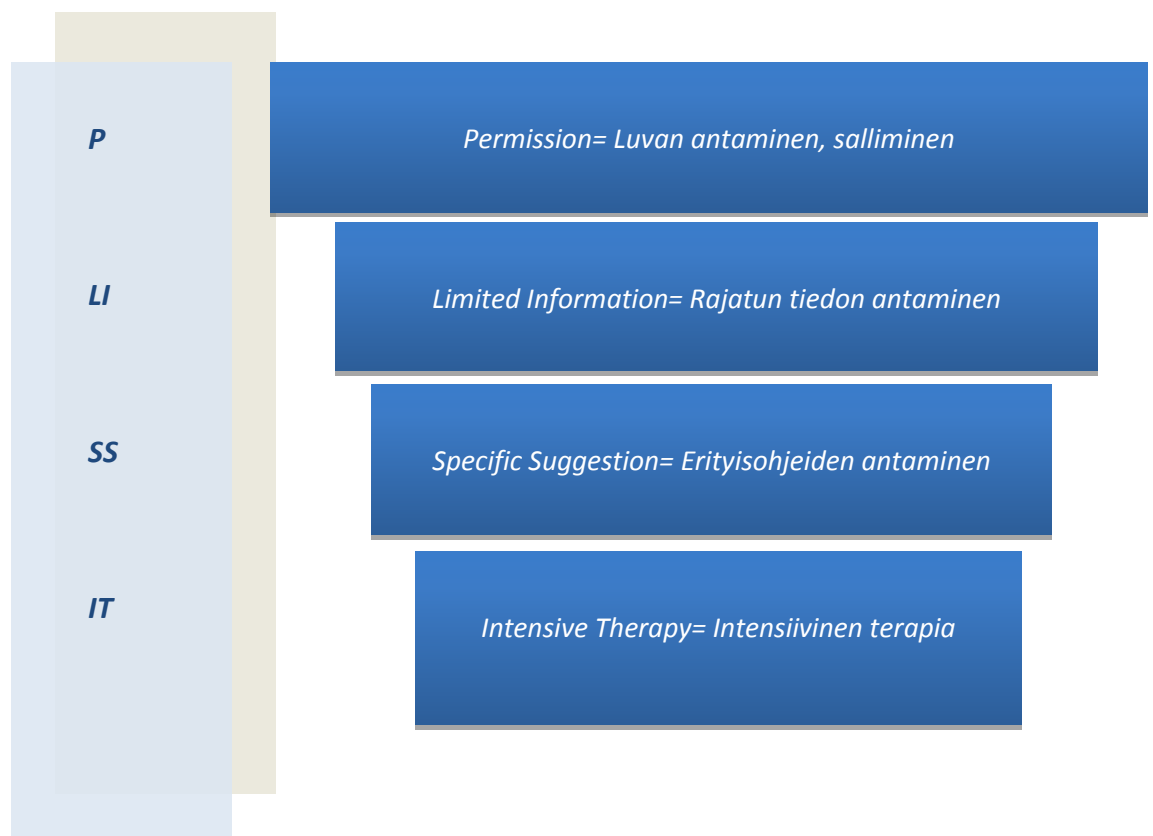 P
Permission= Luvan antaminen, salliminen
LI
Limited Information= Rajatun tiedon antaminen
SS
Specific Suggestion= Erityisohjeiden antaminen
IT
Intensive Therapy= Intensiivinen terapia